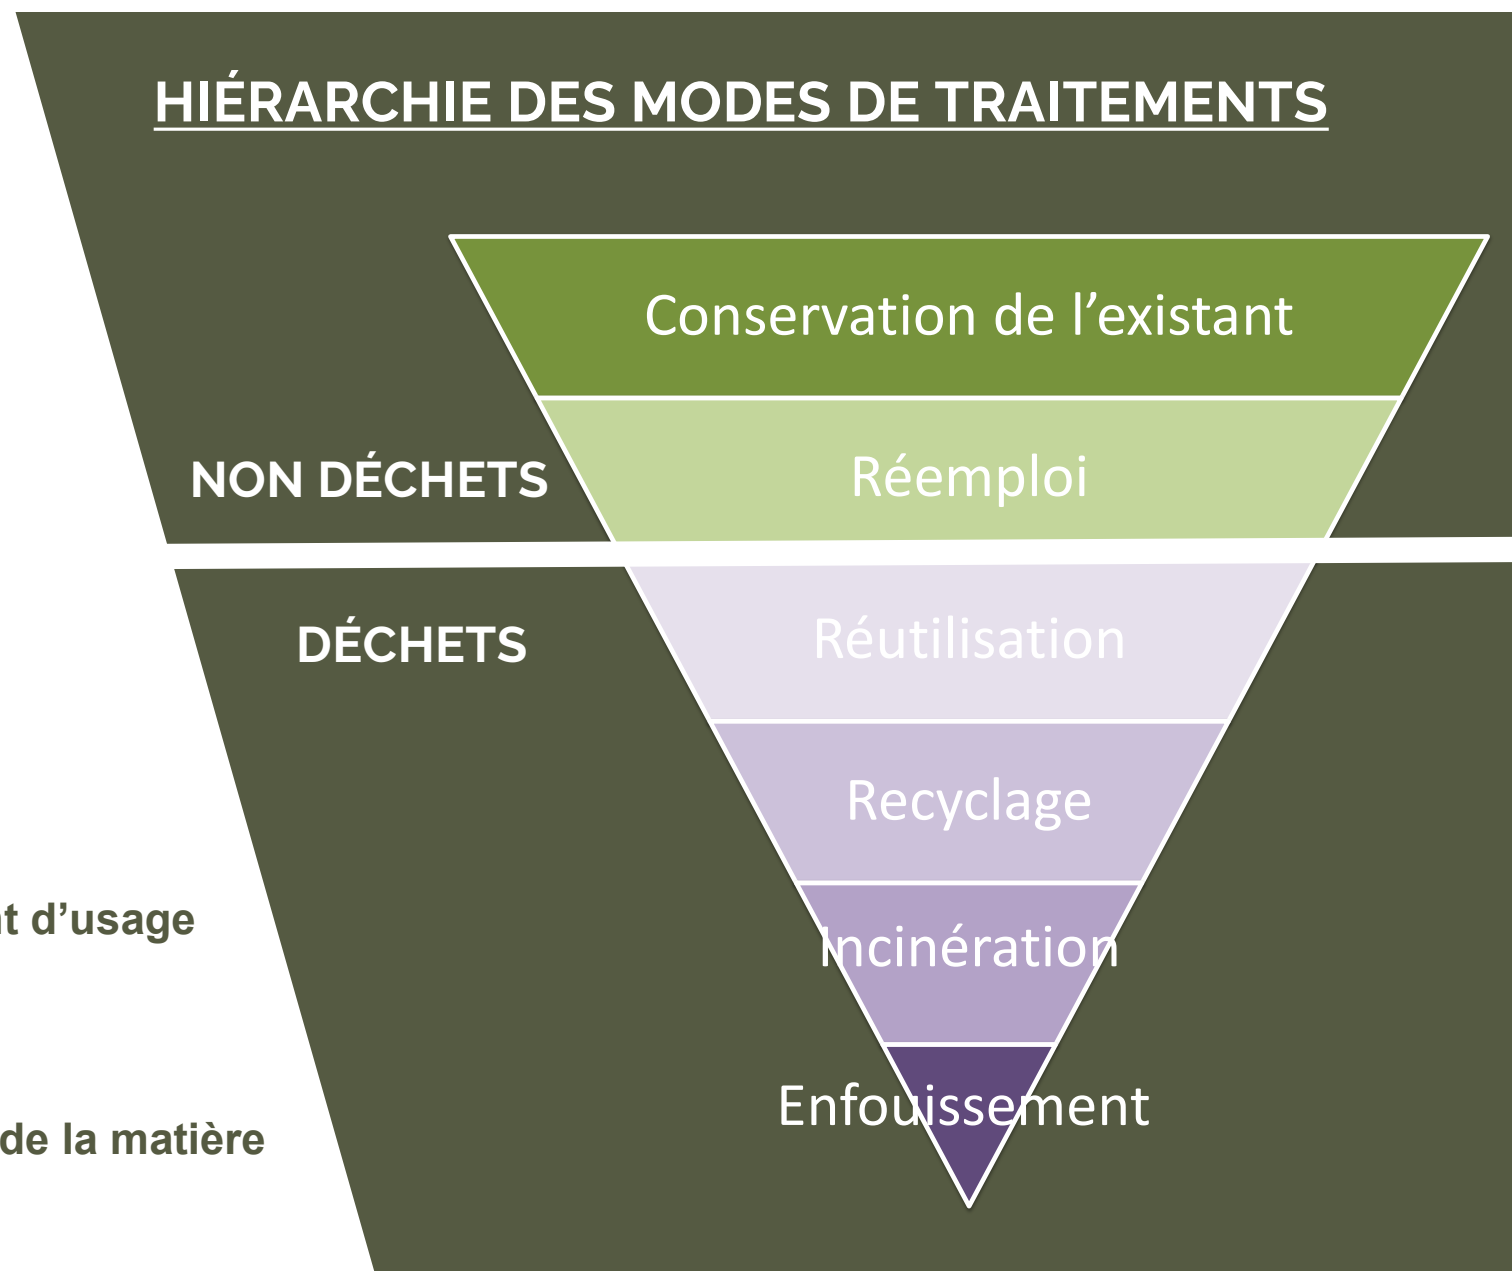 HIÉRARCHIE DES MODES DE TRAITEMENTS
Conservation de l’existant
NON DÉCHETS
Réemploi
DÉCHETS
Réutilisation
Recyclage
d’usage
Incinération
Enfouissement
de la matière